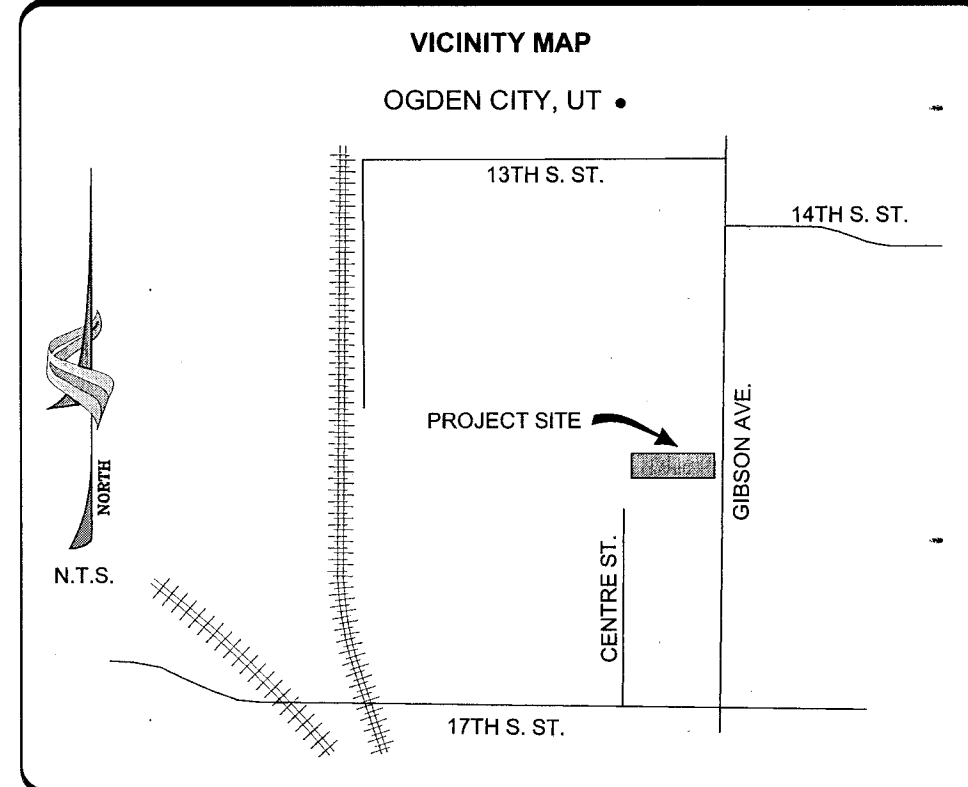 VICINITY MAP
OGDEN CITY, UT
13TH S. ST.
14TH S. ST.
PROJECT SITE
GIBSON AVE.
NORTH
N.T.S.
CENTRE ST.
17TH S. ST.